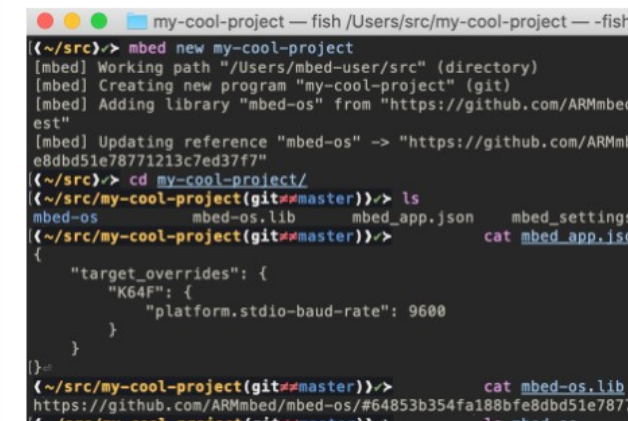 my-cool-project — fish /Users/src/my-cool-project — -fish
[(~/src)✓> mbed new my-cool-project
[mbed] Working path "/Users/mbed-user/src" (directory)
[mbed] Creating new program "my-cool-project" (git)
[mbed] Adding library "mbed-os" from "https://github.com/ARMmbed
est"
[mbed] Updating reference "mbed-os" -> "https://github.com/ARMmb
e8dbd51e78771213c7ed37f7"
[(~/src)✓> cd my-cool-project/
[(~/src/my-cool-project(git≠≠master))✓> ls
mbed-os mbed-os.lib mbed_app.json mbed_settings
[(~/src/my-cool-project(git≠≠master))✓> cat mbed_app.jso
{
"target_overrides": {
"K64F": {
"platform.stdio-baud-rate": 9600
}
}
[}⏎
(~/src/my-cool-project(git≠≠master))✓> cat mbed-os.lib
https://github.com/ARMmbed/mbed-os/#64853b354fa188bfe8dbd51e7877